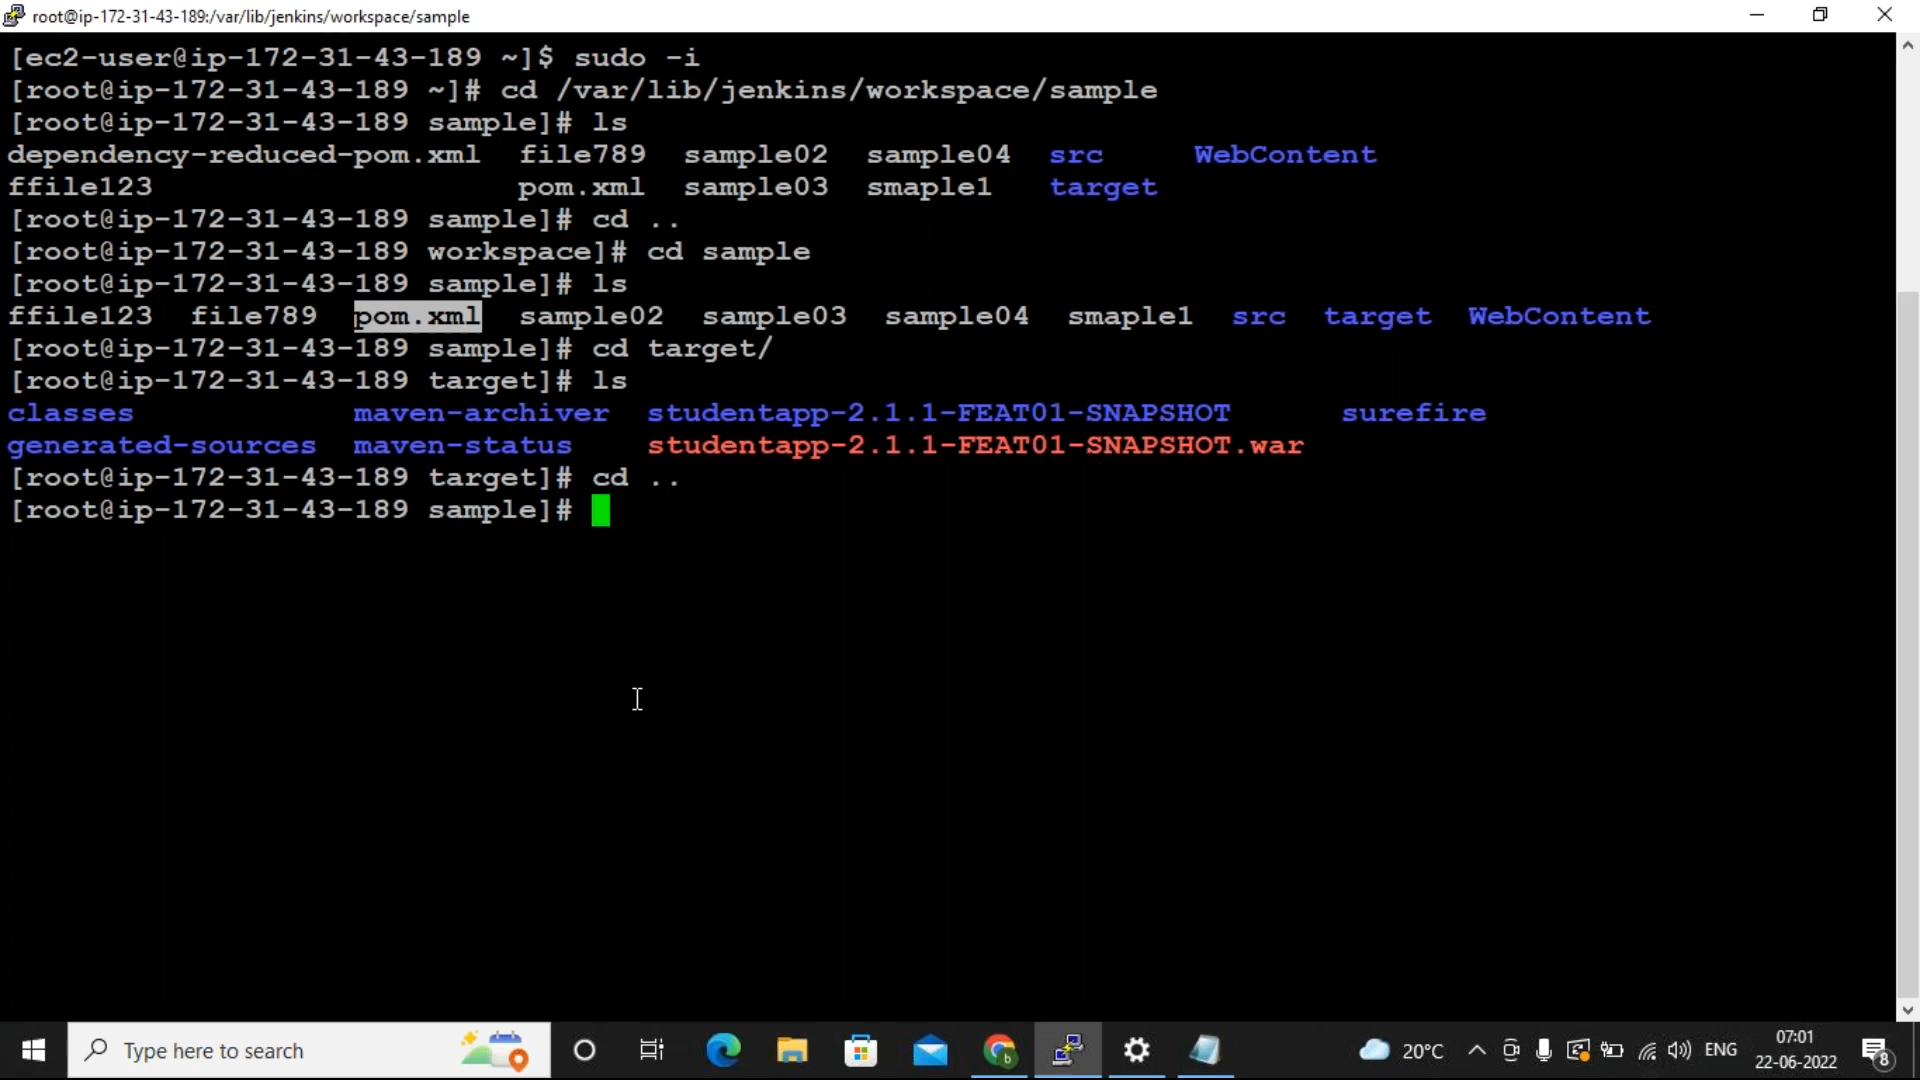 root@ip-172-31-43-189:/var/lib/jenkins/workspace/sample
[ec2-user@ip-172-31-43-189 ~]$ sudo -i
[root@ip-172-31-43-189 ~]# cd /var/lib/jenkins/workspace/sample
[root@ip-172-31-43-189 sample]# ls
dependency-reduced-pom.xml  file789  sample02  sample04  src     WebContent
ffile123                    pom.xml  sample03  smaple1   target
[root@ip-172-31-43-189 sample]# cd ..
[root@ip-172-31-43-189 workspace]# cd sample
[root@ip-172-31-43-189 sample]# ls
ffile123  file789  pom.xml  sample02  sample03  sample04  smaple1  src  target  WebContent
[root@ip-172-31-43-189 sample]# cd target/
[root@ip-172-31-43-189 target]# ls
classes            maven-archiver  studentapp-2.1.1-FEAT01-SNAPSHOT      surefire
generated-sources  maven-status    studentapp-2.1.1-FEAT01-SNAPSHOT.war
[root@ip-172-31-43-189 target]# cd ..
[root@ip-172-31-43-189 sample]#
Type here to search
20°C
ENG
07:01
22-06-2022
8